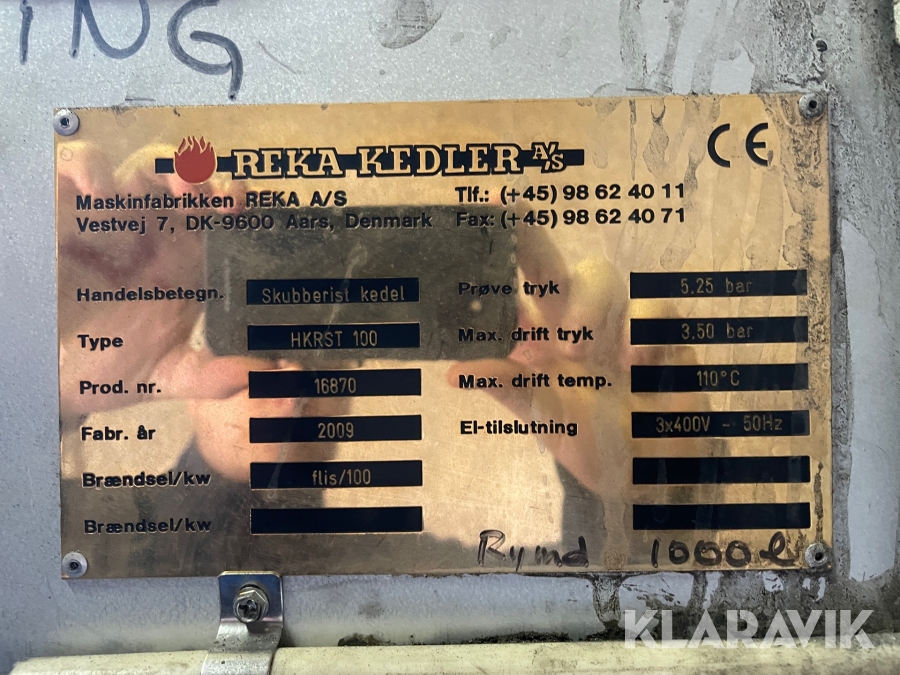 ING
REKA KEDLER A/S
CE
Maskinfabrikken REKA A/S
Vestvej 7, DK-9600 Aars, Denmark
Tlf.: (+45) 98 62 40 11
Fax: (+45) 98 62 40 71
Handelsbetegn. Skubberist kedel
Type HKRST 100
Prod. nr. 16870
Fabr. år 2009
Brændsel/kw flis/100
Brændsel/kw
Prøve tryk 5.25 bar
Max. drift tryk 3,50 bar
Max. drift temp. 110°C
El-tilslutning 3x400V - 50Hz
Rymd 1000 l
KLARAVIK